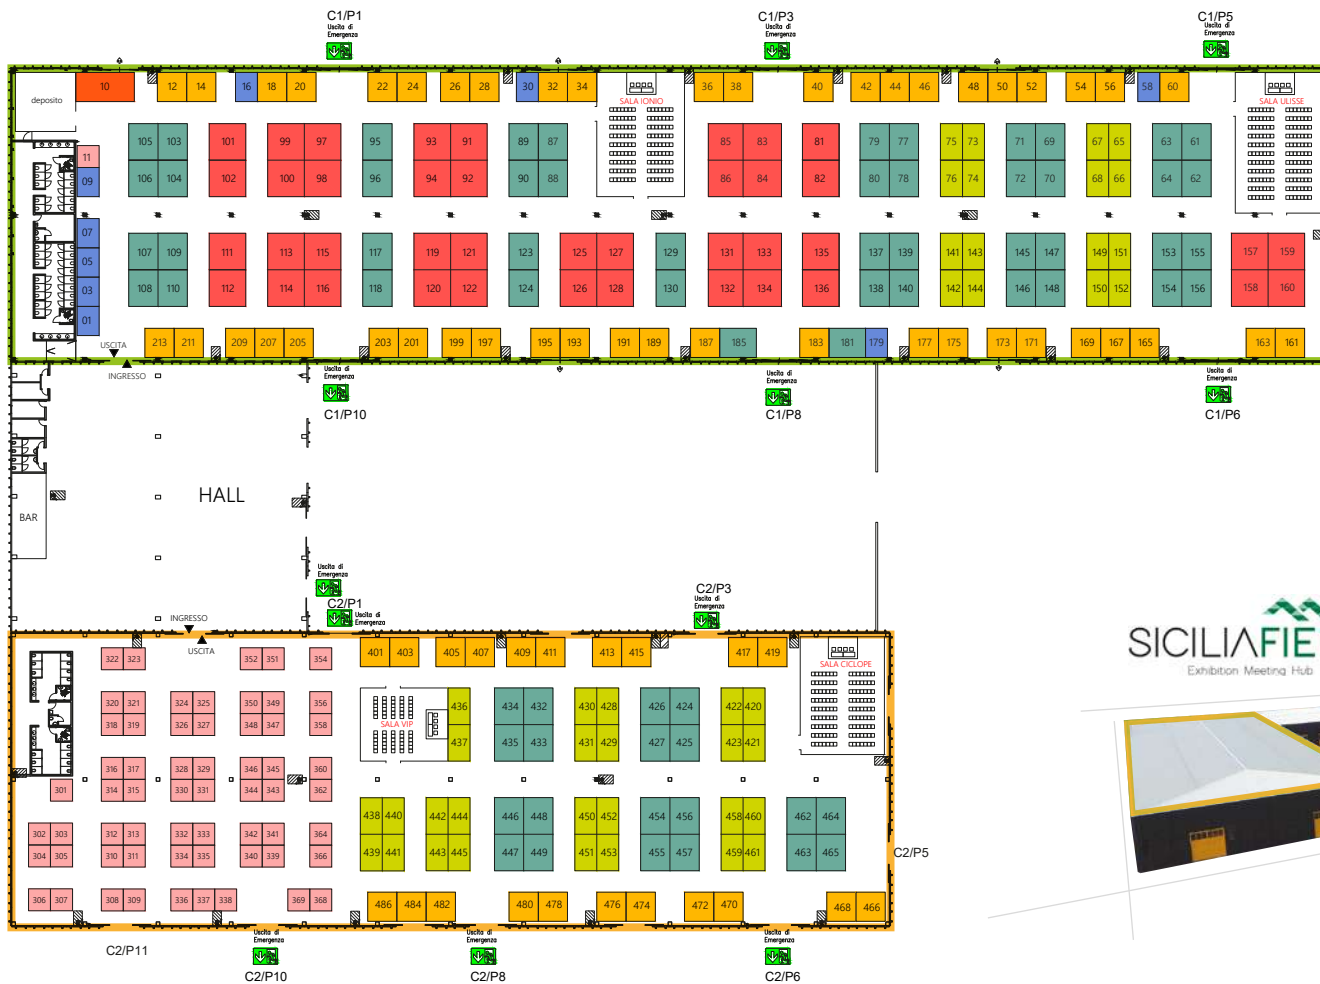 C1/P1
Uscita di
Emergenza
C1/P3
Uscita di
Emergenza
C1/P5
Uscita di
Emergenza
10 12 14 16 18 20 22 24 26 28 30 32 34 36 38 40 42 44 46 48 50 52 54 56 58 60
deposito
SALA IONIO
SALA ULISSE
105 103 101 99 97 95 93 91 89 87 85 83 81 79 77 75 73 71 69 67 65 63 61
11
106 104 102 100 98 96 94 92 90 88 86 84 82 80 78 76 74 72 70 68 66 64 62
09
07
107 109 111 113 115 117 119 121 123 125 127 129 131 133 135 137 139 141 143 145 147 149 151 153 155 157 159
05
108 110 112 114 116 118 120 122 124 126 128 130 132 134 136 138 140 142 144 146 148 150 152 154 156 158 160
03
01
USCITA
213 211 209 207 205 203 201 199 197 195 193 191 189 187 185 183 181 179 177 175 173 171 169 167 165 163 161
INGRESSO
Uscita di
Emergenza
C1/P10
Uscita di
Emergenza
C1/P8
Uscita di
Emergenza
C1/P6
HALL
BAR
Uscita di
Emergenza
C2/P1
Uscita di
Emergenza
C2/P3
Uscita di
Emergenza
INGRESSO
USCITA
SICILIAFIE
Exhibition Meeting Hub
322 323 352 351 354 401 403 405 407 409 411 413 415 417 419
SALA CICLOPE
320 321 324 325 350 349 356 436 434 432 430 428 426 424 422 420
318 319 326 327 348 347 358
SALA VIP
437 435 433 431 429 427 425 423 421
316 317 328 329 346 345 360
301 314 315 330 331 344 343 362
438 440 442 444 446 448 450 452 454 456 458 460 462 464
302 303 312 313 332 333 342 341 364
304 305 310 311 334 335 340 339 366
439 441 443 445 447 449 451 453 455 457 459 461 463 465
C2/P5
306 307 308 309 336 337 338 369 368 486 484 482 480 478 476 474 472 470 468 466
C2/P11
Uscita di
Emergenza
C2/P10
Uscita di
Emergenza
C2/P8
Uscita di
Emergenza
C2/P6